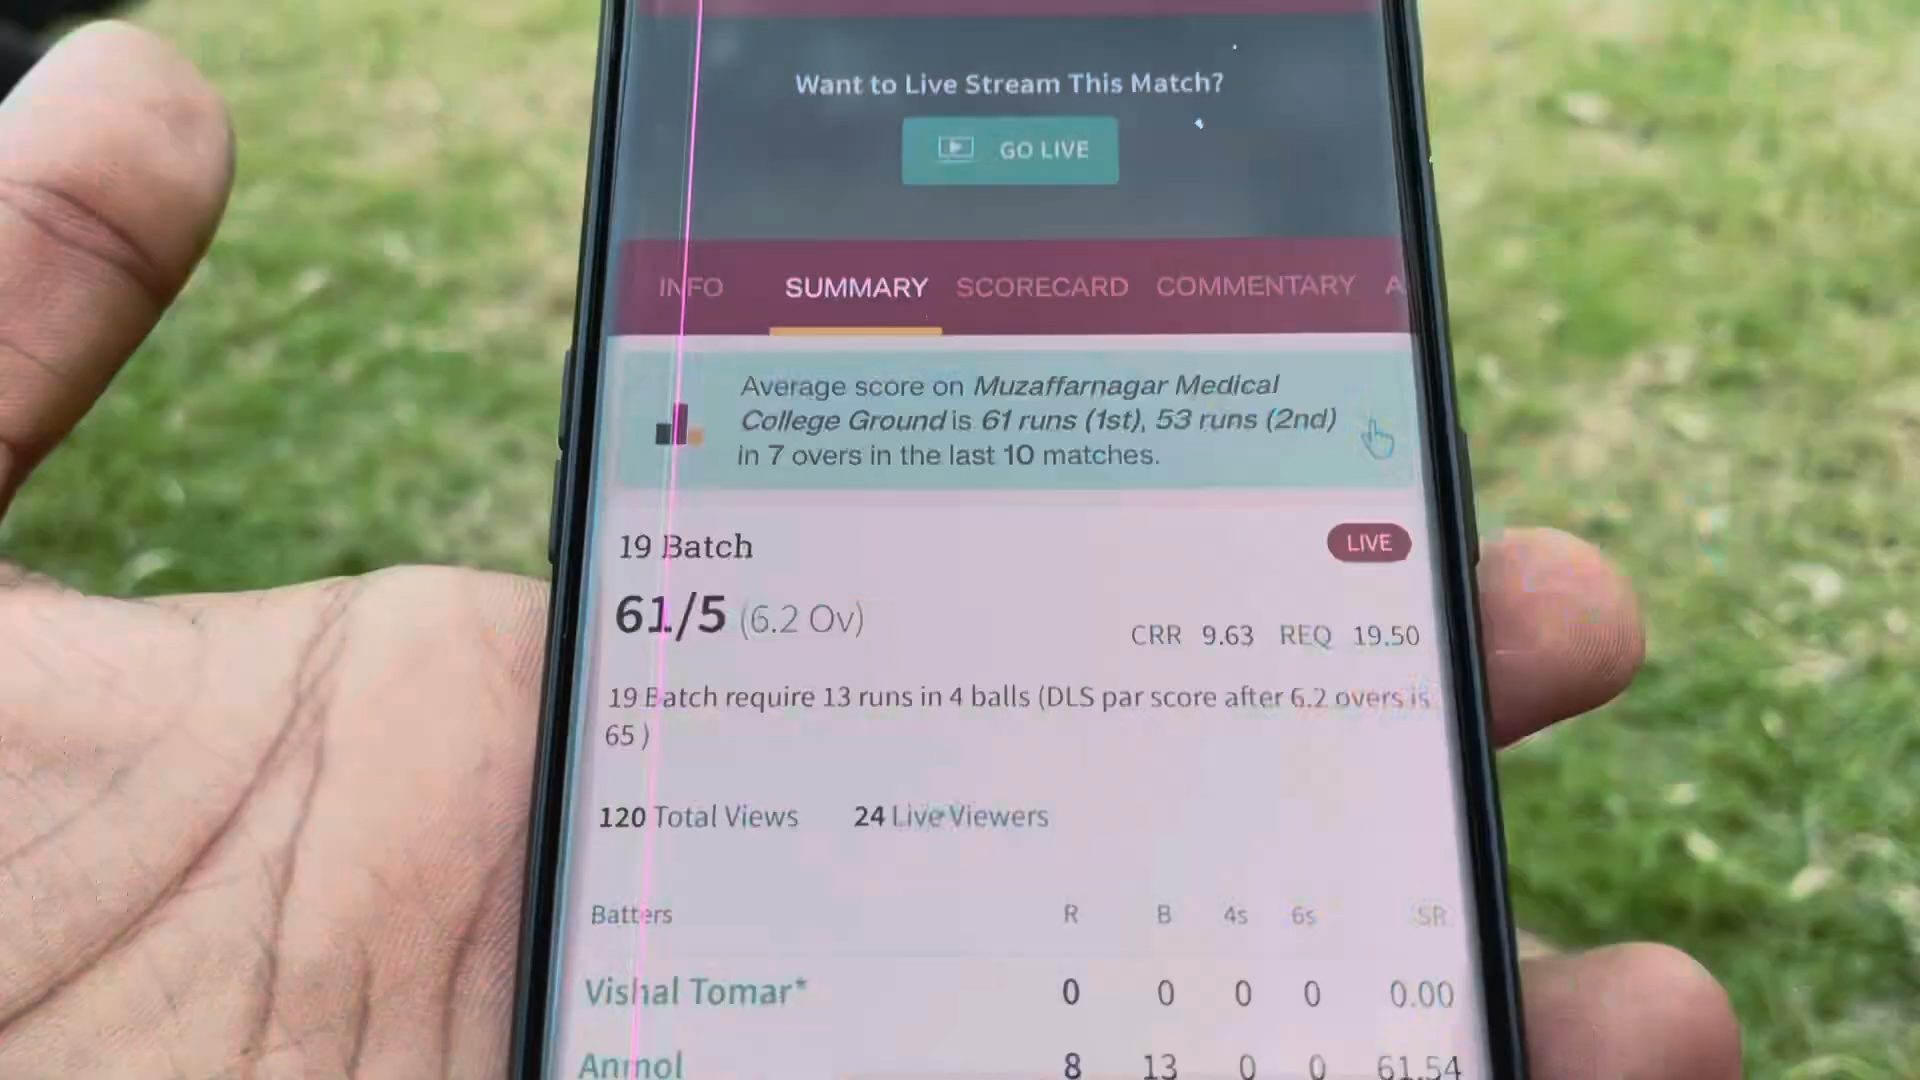 Want to Live Stream This Match?
GO LIVE
INFO SUMMARY SCORECARD COMMENTARY A
Average score on Muzaffarnagar Medical
College Ground is 61 runs (1st), 53 runs (2nd)
in 7 overs in the last 10 matches.
19 Batch LIVE
61/5 (6.2 Ov) CRR 9.63 REQ 19.50
19 Batch require 13 runs in 4 balls (DLS par score after 6.2 overs is
65 )
120 Total Views 24 Live Viewers
Batters R B 4s 6s SR
Vishal Tomar* 0 0 0 0 0.00
Anmol 8 13 0 0 61.54